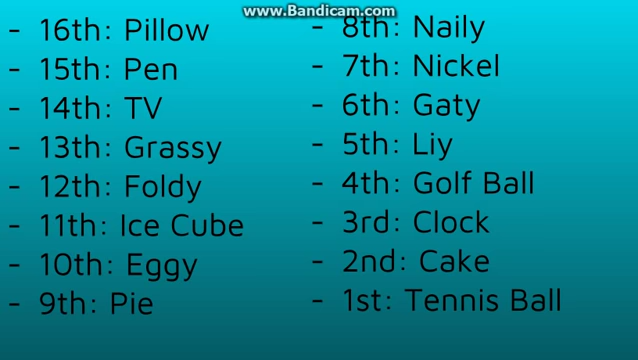 www.Bandicam.com
- 16th: Pillow
- 15th: Pen
- 14th: TV
- 13th: Grassy
- 12th: Foldy
- 11th: Ice Cube
- 10th: Eggy
- 9th: Pie
- 8th: Naily
- 7th: Nickel
- 6th: Gaty
- 5th: Liy
- 4th: Golf Ball
- 3rd: Clock
- 2nd: Cake
- 1st: Tennis Ball